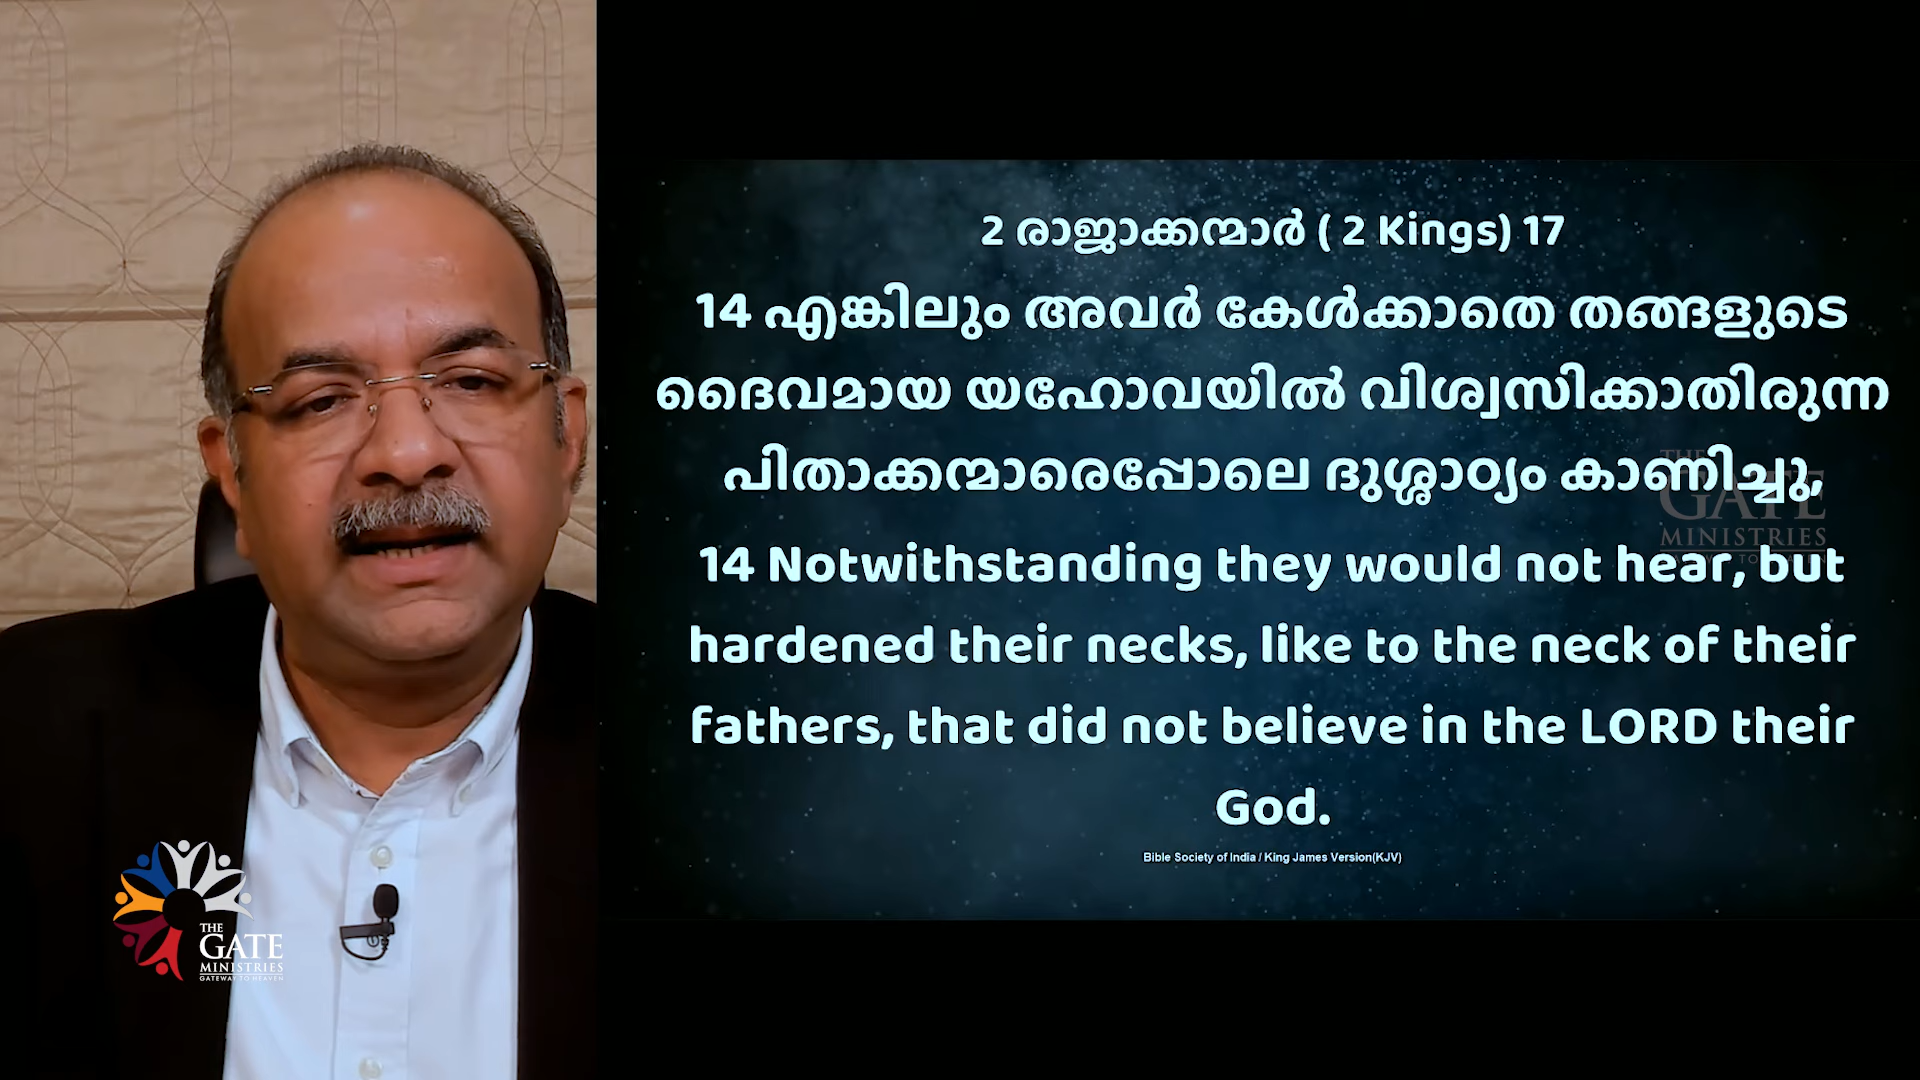 2 രാജാക്കന്മാർ ( 2 Kings) 17
14 എങ്കിലും അവർ കേൾക്കാതെ തങ്ങളുടെ
ദൈവമായ യഹോവയിൽ വിശ്വസിക്കാതിരുന്ന
പിതാക്കന്മാരെപ്പോലെ ദുശ്ശാഠ്യം കാണിച്ചു,
14 Notwithstanding they would not hear, but
hardened their necks, like to the neck of their
fathers, that did not believe in the LORD their
God.
Bible Society of India / King James Version(KJV)
THE
GATE
MINISTRIES
THE
GATE
MINISTRIES
GATEWAY TO HEAVEN